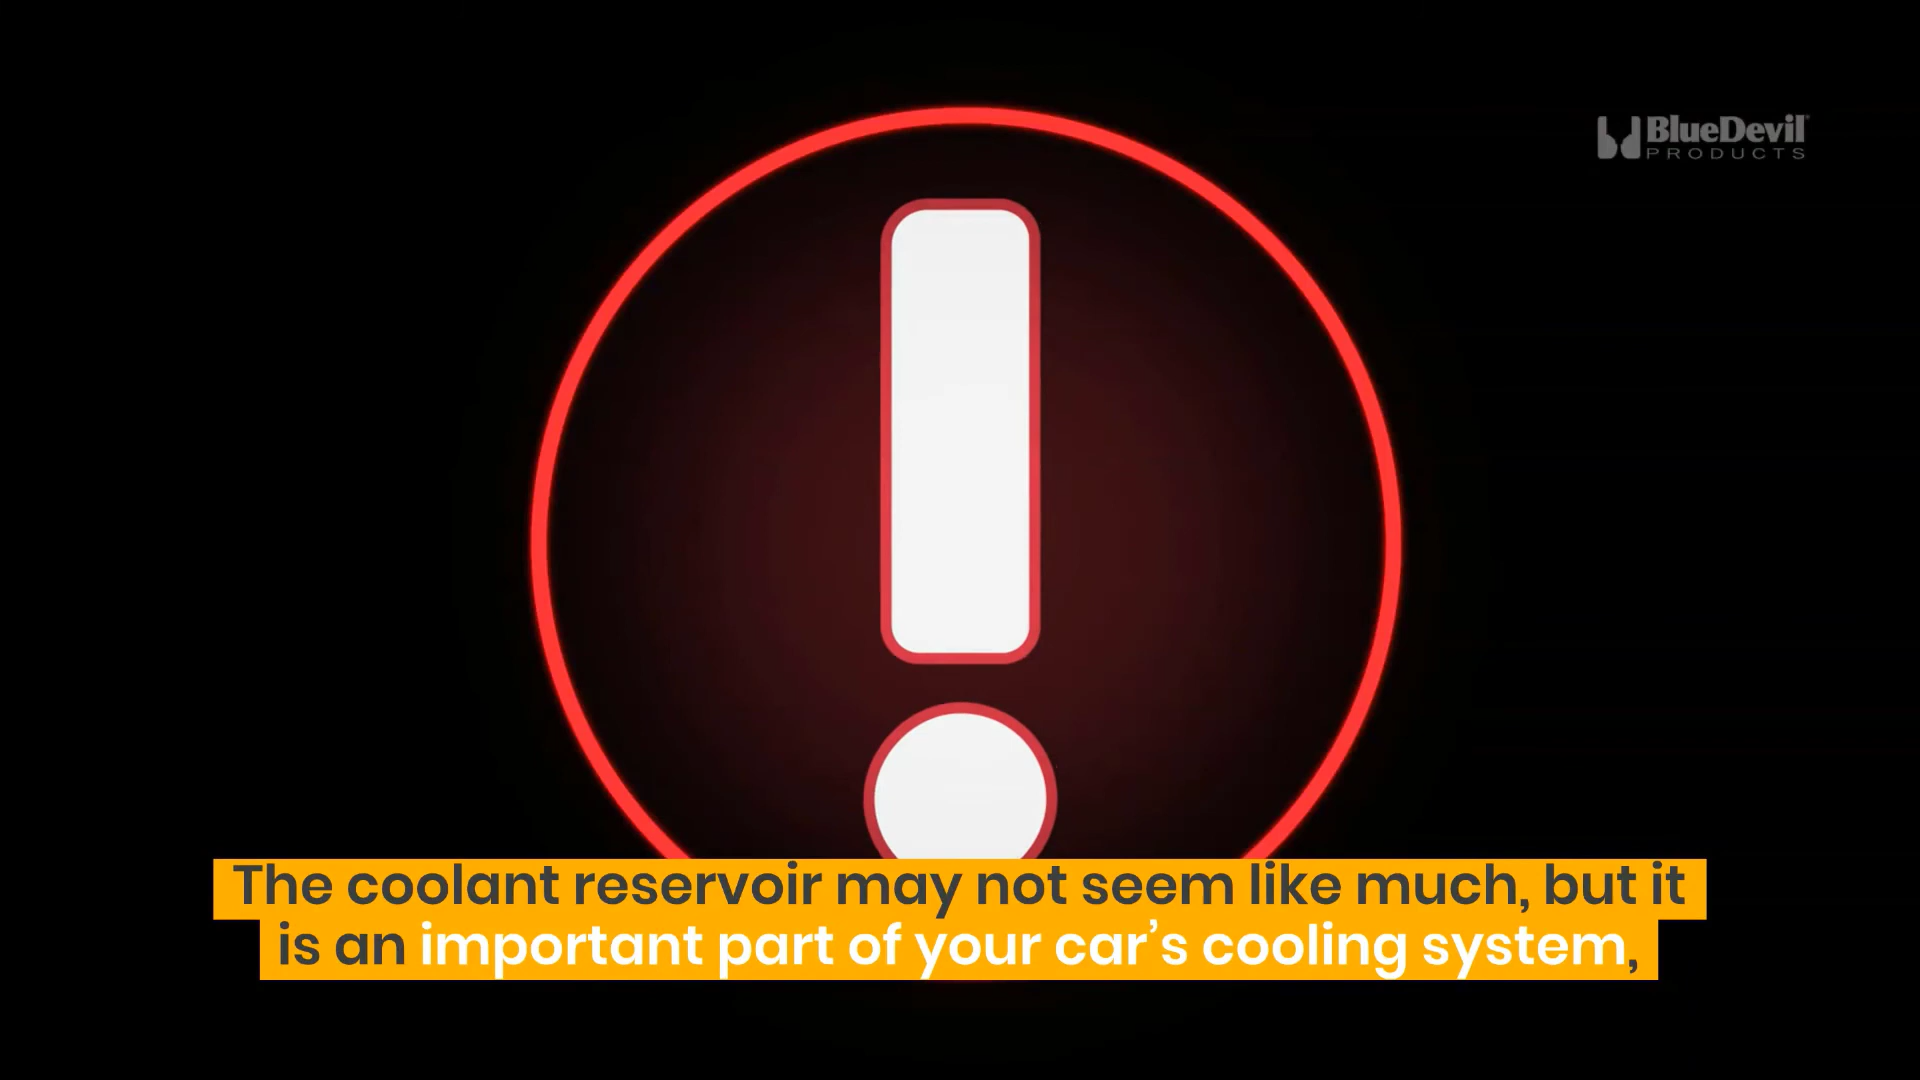 BlueDevil
PRODUCTS
The coolant reservoir may not seem like much, but it
is an important part of your car’s cooling system,